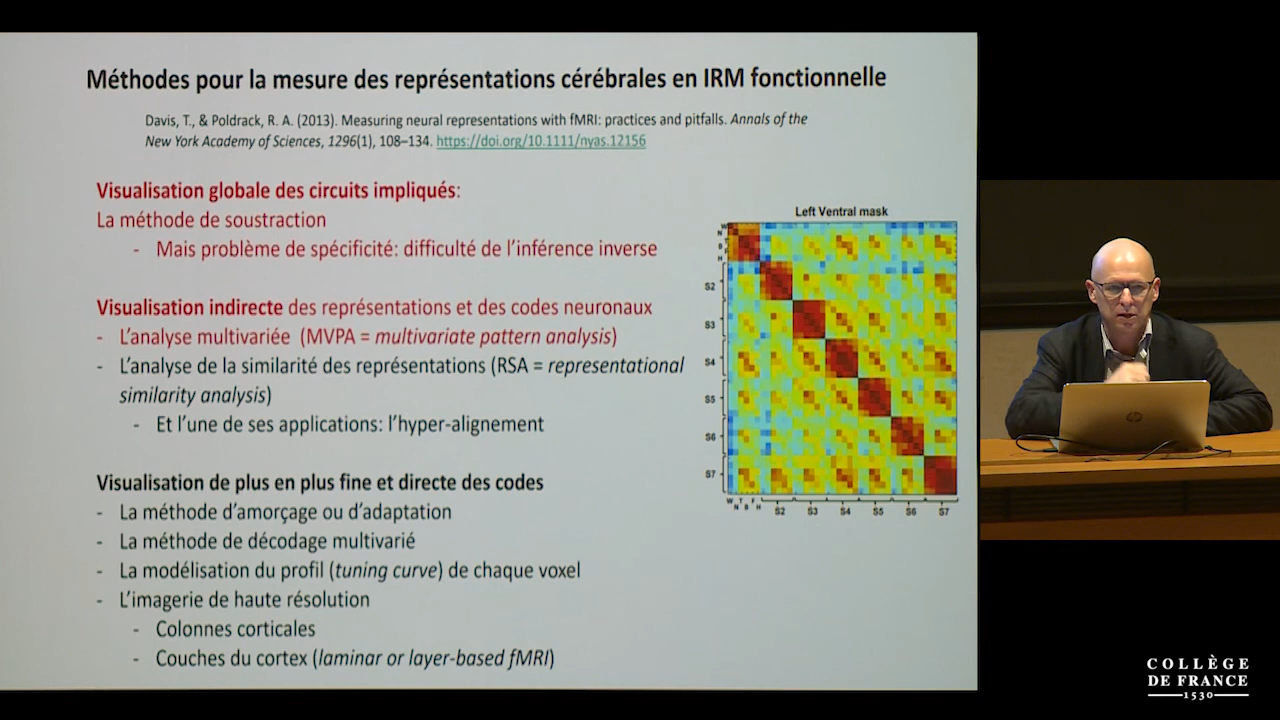 Méthodes pour la mesure des représentations cérébrales en IRM fonctionnelle
Davis, T., & Poldrack, R. A. (2013). Measuring neural representations with fMRI: practices and pitfalls. Annals of the
New York Academy of Sciences, 1296(1), 108–134. https://doi.org/10.1111/nyas.12156
Visualisation globale des circuits impliqués:
La méthode de soustraction
- Mais problème de spécificité: difficulté de l'inférence inverse
Visualisation indirecte des représentations et des codes neuronaux
- L'analyse multivariée (MVPA = multivariate pattern analysis)
- L'analyse de la similarité des représentations (RSA = representational
similarity analysis)
- Et l'une de ses applications: l'hyper-alignement
Visualisation de plus en plus fine et directe des codes
- La méthode d'amorçage ou d'adaptation
- La méthode de décodage multivarié
- La modélisation du profil (tuning curve) de chaque voxel
- L'imagerie de haute résolution
- Colonnes corticales
- Couches du cortex (laminar or layer-based fMRI)
Left Ventral mask
S2
S3
S4
S5
S6
S7
S2 S3 S4 S5 S6 S7
hp
COLLÈGE
DE FRANCE
1530